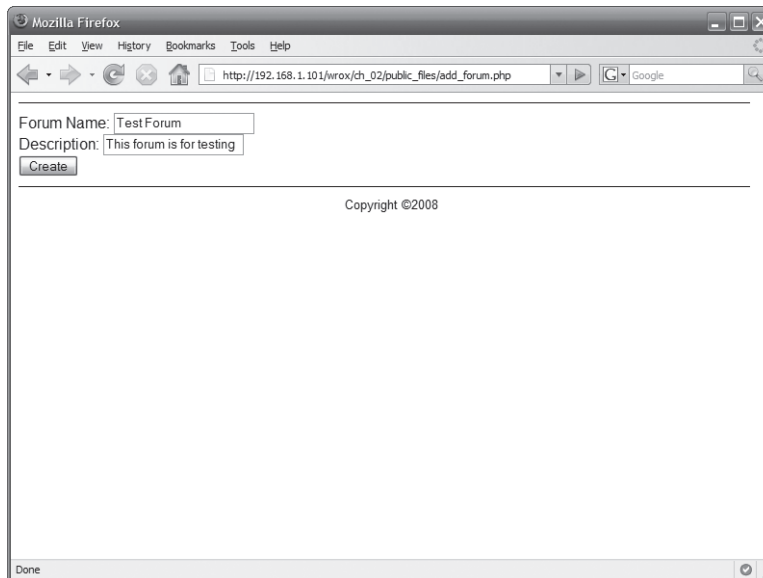 Mozilla Firefox
File Edit View History Bookmarks Tools Help
http://192.168.1.101/wrox/ch_02/public_files/add_forum.php G Google
Forum Name: Test Forum
Description: This forum is for testing
Create
Copyright ©2008
Done